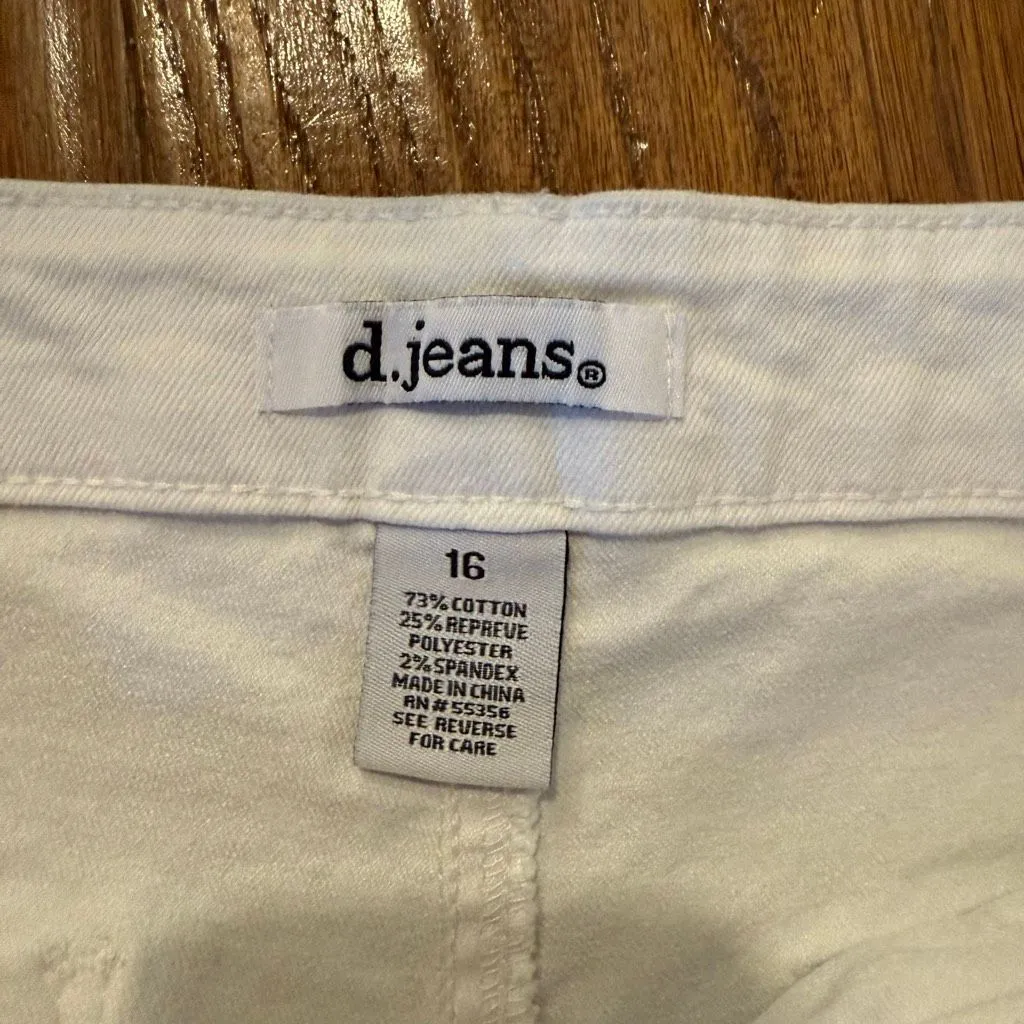 d.jeans®
16
73% COTTON
25% REPREVE
POLYESTER
2% SPANDEX
MADE IN CHINA
RN # 55356
SEE REVERSE
FOR CARE